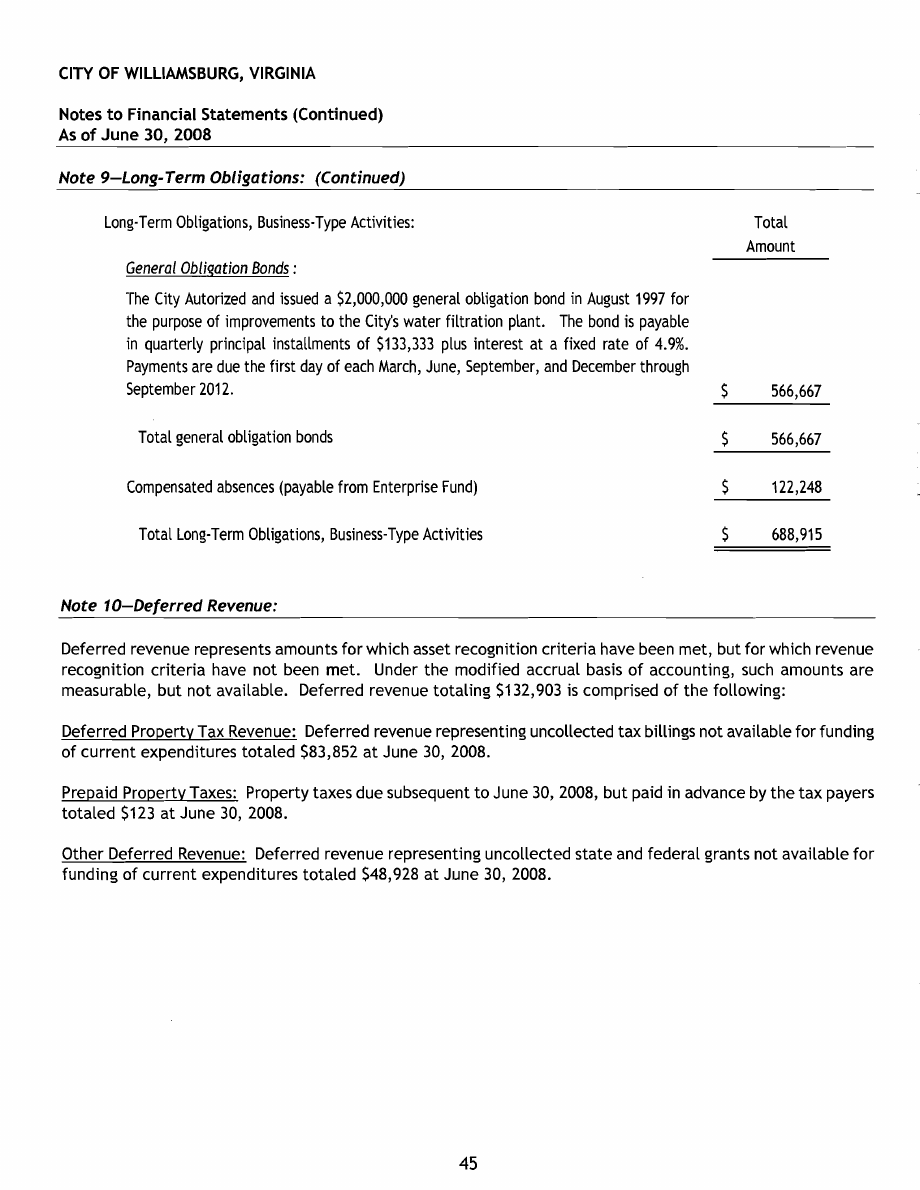 CITY OF WILLIAMSBURG, VIRGINIA
Notes to Financial Statements (Continued)
As of June 30, 2008
Note 9—Long-Term Obligations: (Continued)
Long-Term Obligations, Business-Type Activities: Total
Amount
General Obligation Bonds :
The City Autorized and issued a $2,000,000 general obligation bond in August 1997 for
the purpose of improvements to the City's water filtration plant. The bond is payable
in quarterly principal installments of $133,333 plus interest at a fixed rate of 4.9%.
Payments are due the first day of each March, June, September, and December through
September 2012. $ 566,667
Total general obligation bonds $ 566,667
Compensated absences (payable from Enterprise Fund) $ 122,248
Total Long-Term Obligations, Business-Type Activities $ 688,915
Note 10—Deferred Revenue:
Deferred revenue represents amounts for which asset recognition criteria have been met, but for which revenue
recognition criteria have not been met. Under the modified accrual basis of accounting, such amounts are
measurable, but not available. Deferred revenue totaling $132,903 is comprised of the following:
Deferred Property Tax Revenue: Deferred revenue representing uncollected tax billings not available for funding
of current expenditures totaled $83,852 at June 30, 2008.
Prepaid Property Taxes: Property taxes due subsequent to June 30, 2008, but paid in advance by the tax payers
totaled $123 at June 30, 2008.
Other Deferred Revenue: Deferred revenue representing uncollected state and federal grants not available for
funding of current expenditures totaled $48,928 at June 30, 2008.
45